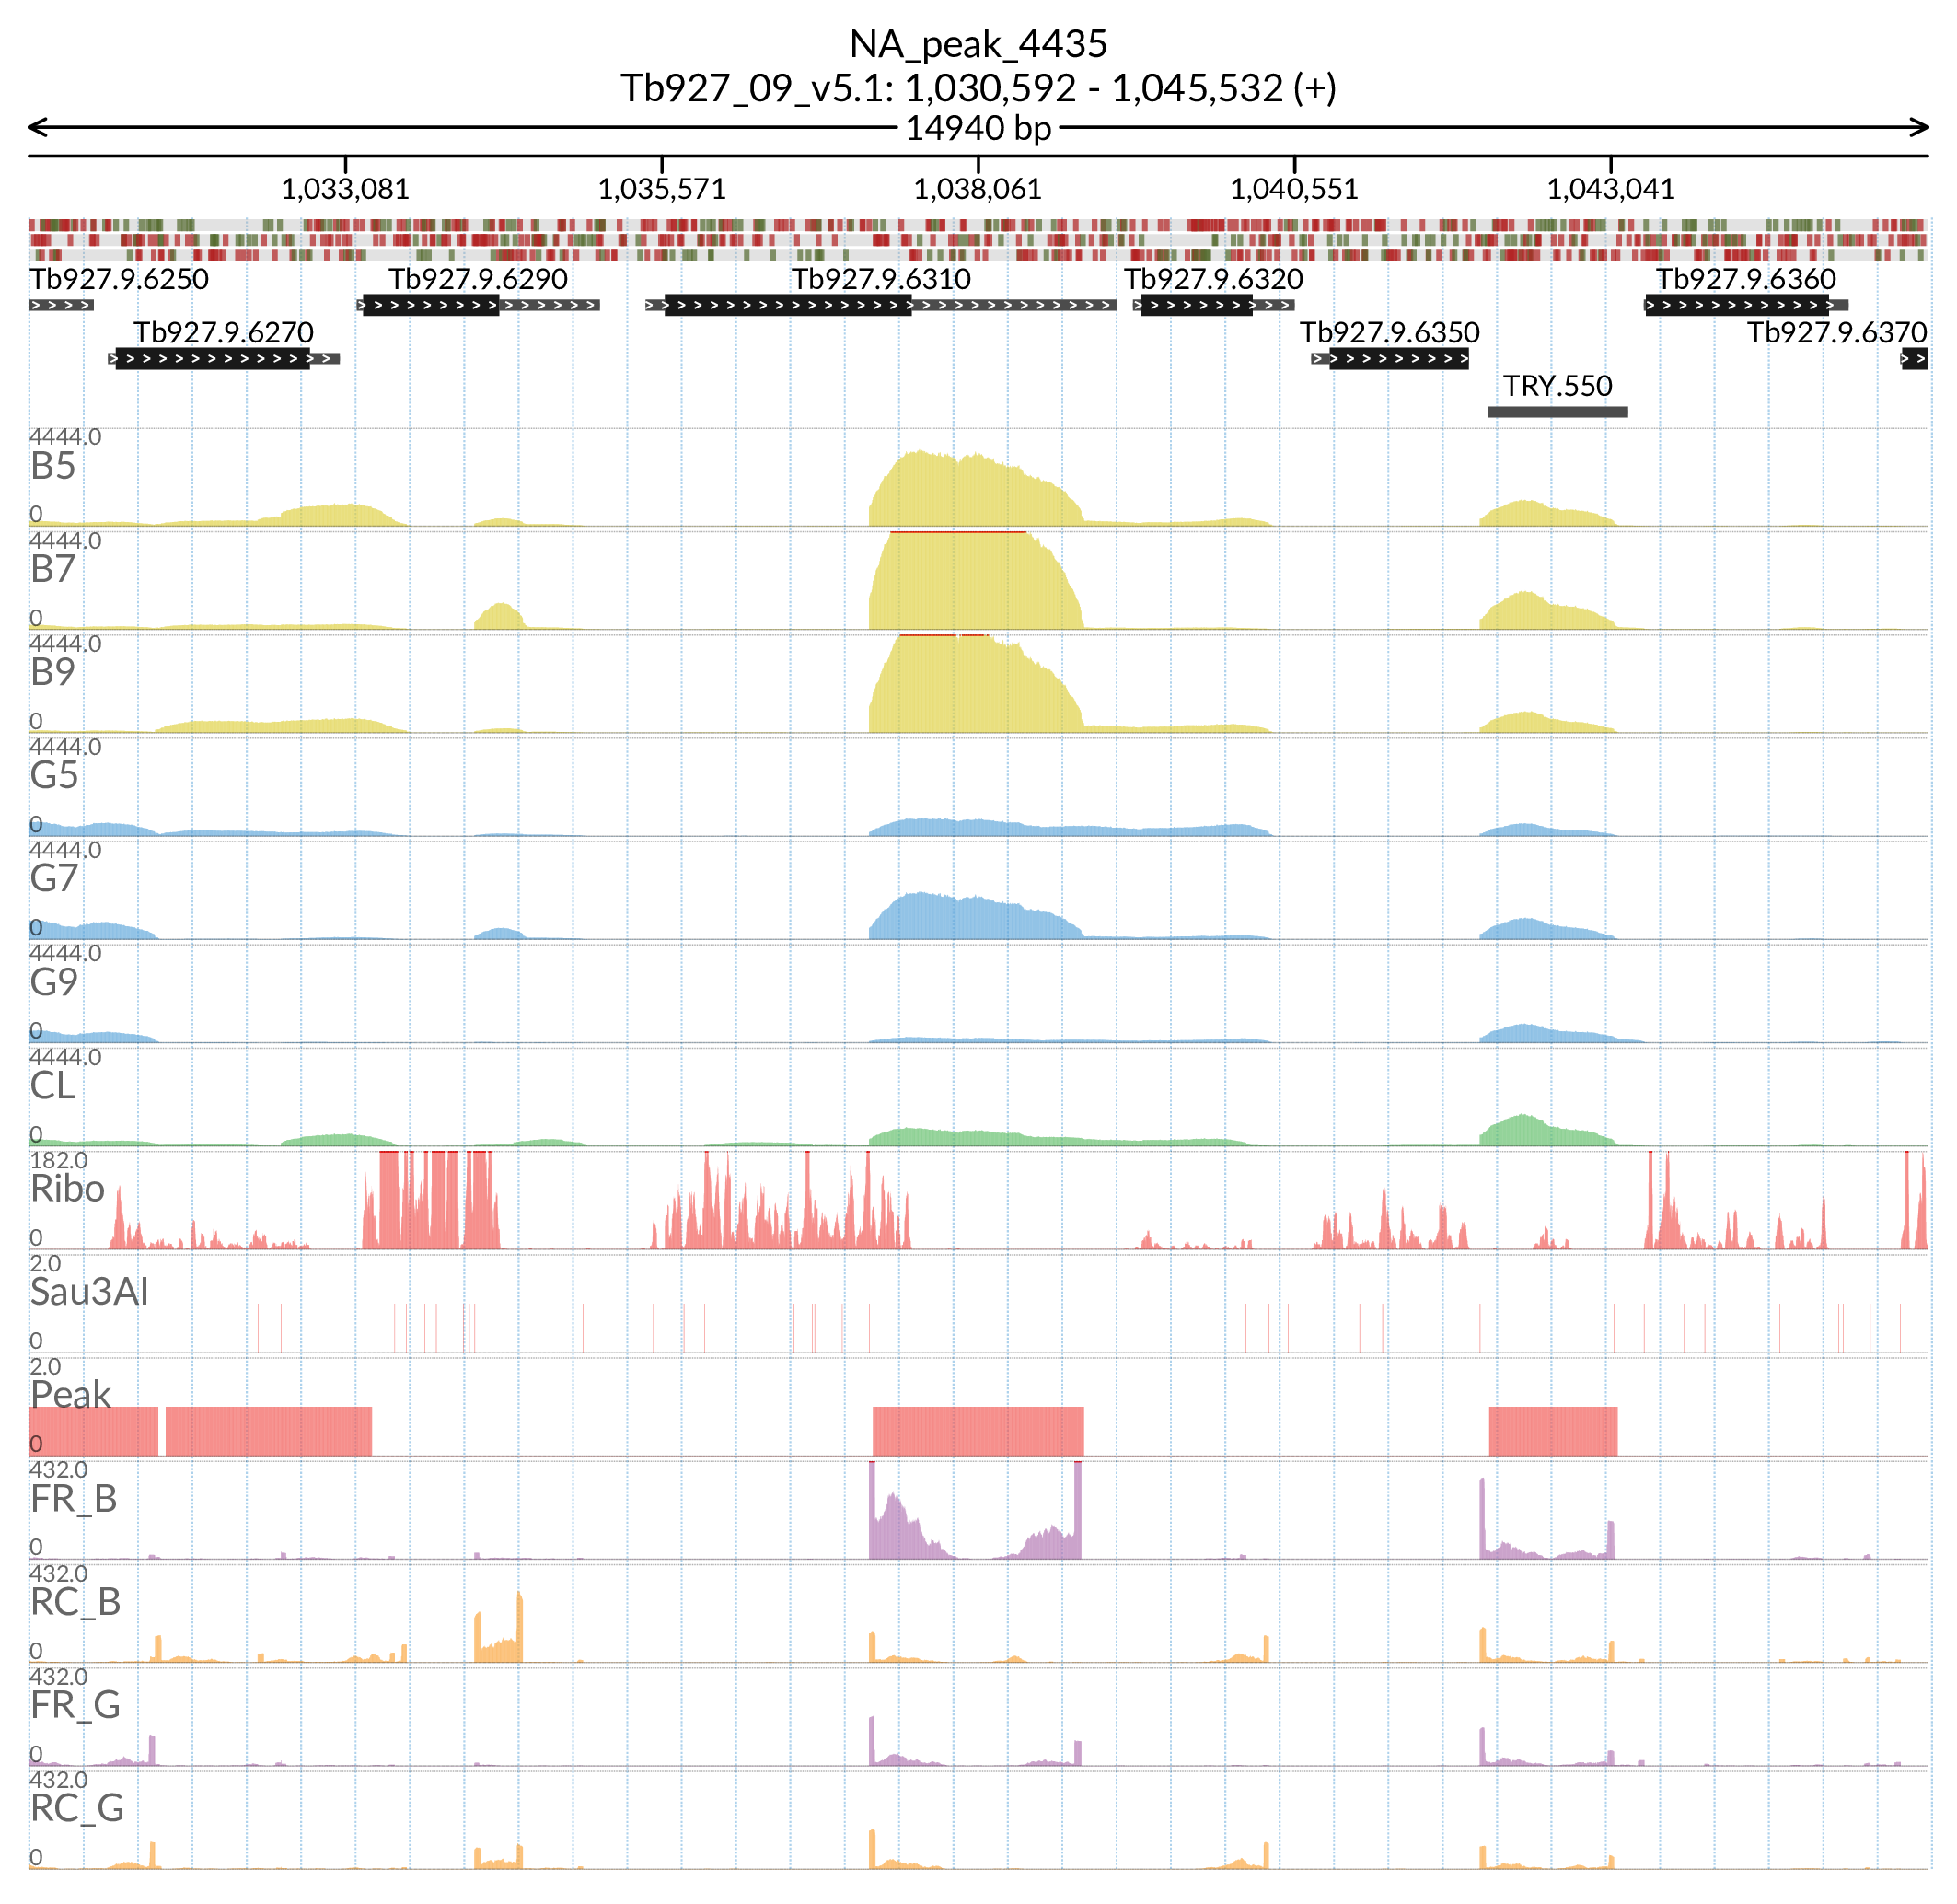 NA_peak_4435
Tb927_09_v5.1: 1,030,592 - 1,045,532 (+)
14940 bp
1,033,081 1,035,571 1,038,061 1,040,551 1,043,041
Tb927.9.6250 Tb927.9.6290 Tb927.9.6310 Tb927.9.6320 Tb927.9.6360
Tb927.9.6270 Tb927.9.6350 Tb927.9.6370
TRY.550
4444.0
B5
0
4444.0
B7
0
4444.0
B9
0
4444.0
G5
0
4444.0
G7
0
4444.0
G9
0
4444.0
CL
0
182.0
Ribo
0
2.0
Sau3AI
0
2.0
Peak
0
432.0
FR_B
0
432.0
RC_B
0
432.0
FR_G
0
432.0
RC_G
0